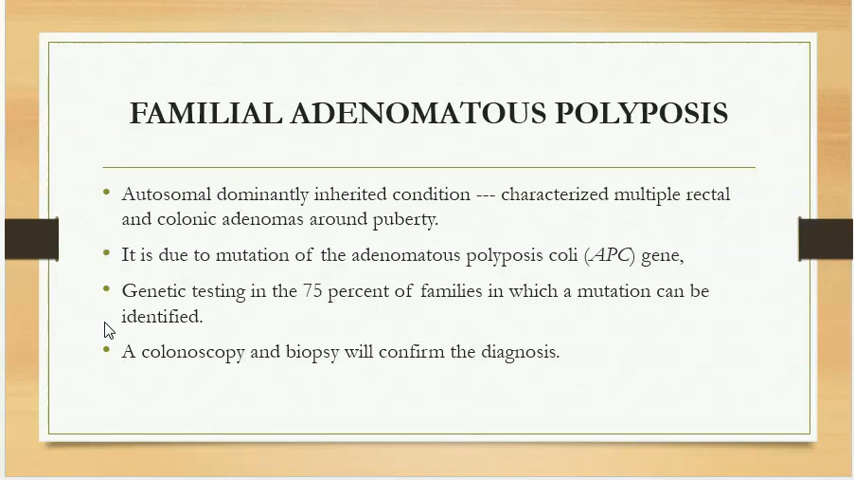 FAMILIAL ADENOMATOUS POLYPOSIS
• Autosomal dominantly inherited condition --- characterized multiple rectal
and colonic adenomas around puberty.
• It is due to mutation of the adenomatous polyposis coli (APC) gene,
• Genetic testing in the 75 percent of families in which a mutation can be
identified.
• A colonoscopy and biopsy will confirm the diagnosis.